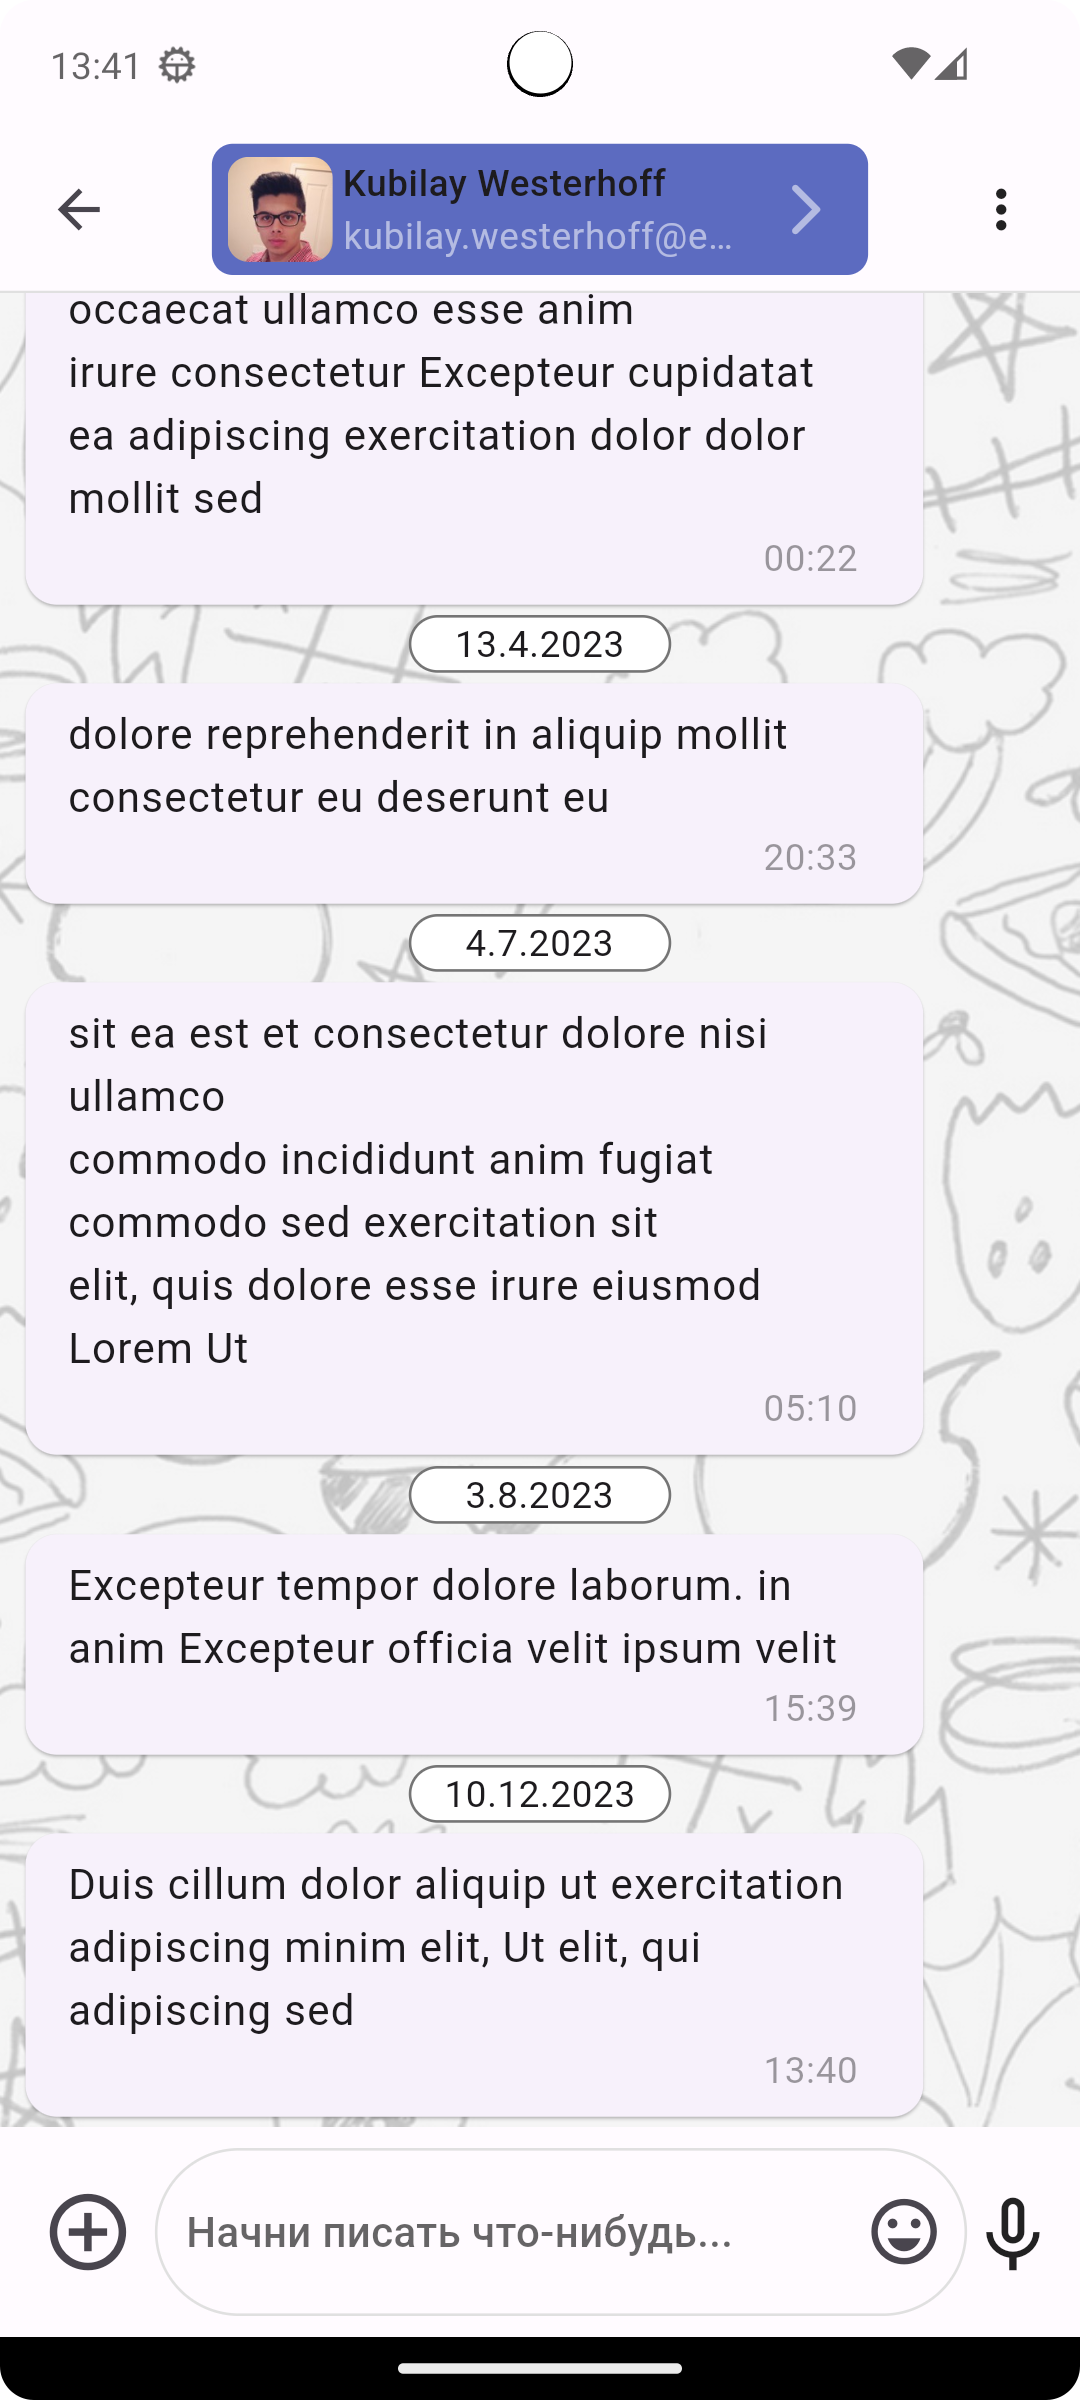 13:41
Kubilay Westerhoff
kubilay.westerhoff@e...
occaecat ullamco esse anim
irure consectetur Excepteur cupidatat
ea adipiscing exercitation dolor dolor
mollit sed
00:22
13.4.2023
dolore reprehenderit in aliquip mollit
consectetur eu deserunt eu
20:33
4.7.2023
sit ea est et consectetur dolore nisi
ullamco
commodo incididunt anim fugiat
commodo sed exercitation sit
elit, quis dolore esse irure eiusmod
Lorem Ut
05:10
3.8.2023
Excepteur tempor dolore laborum. in
anim Excepteur officia velit ipsum velit
15:39
10.12.2023
Duis cillum dolor aliquip ut exercitation
adipiscing minim elit, Ut elit, qui
adipiscing sed
13:40
Начни писать что-нибудь...